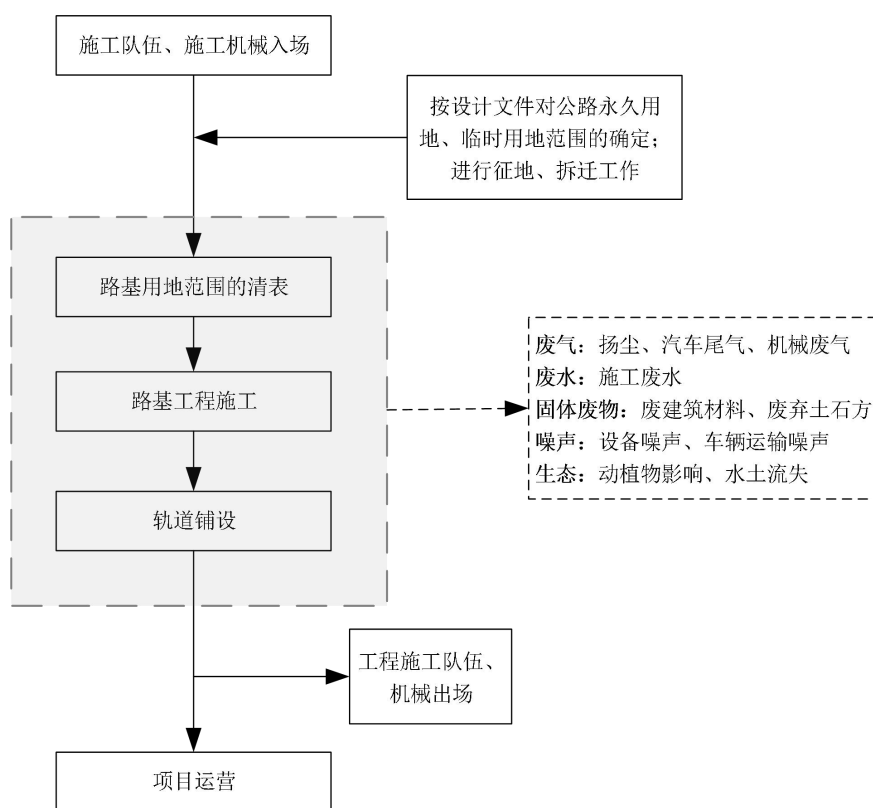 施工队伍、施工机械入场
按设计文件对公路永久用
地、临时用地范围的确定；
进行征地、拆迁工作
路基用地范围的清表
路基工程施工
轨道铺设
废气：扬尘、汽车尾气、机械废气
废水：施工废水
固体废物：废建筑材料、废弃土石方
噪声：设备噪声、车辆运输噪声
生态：动植物影响、水土流失
工程施工队伍、
机械出场
项目运营